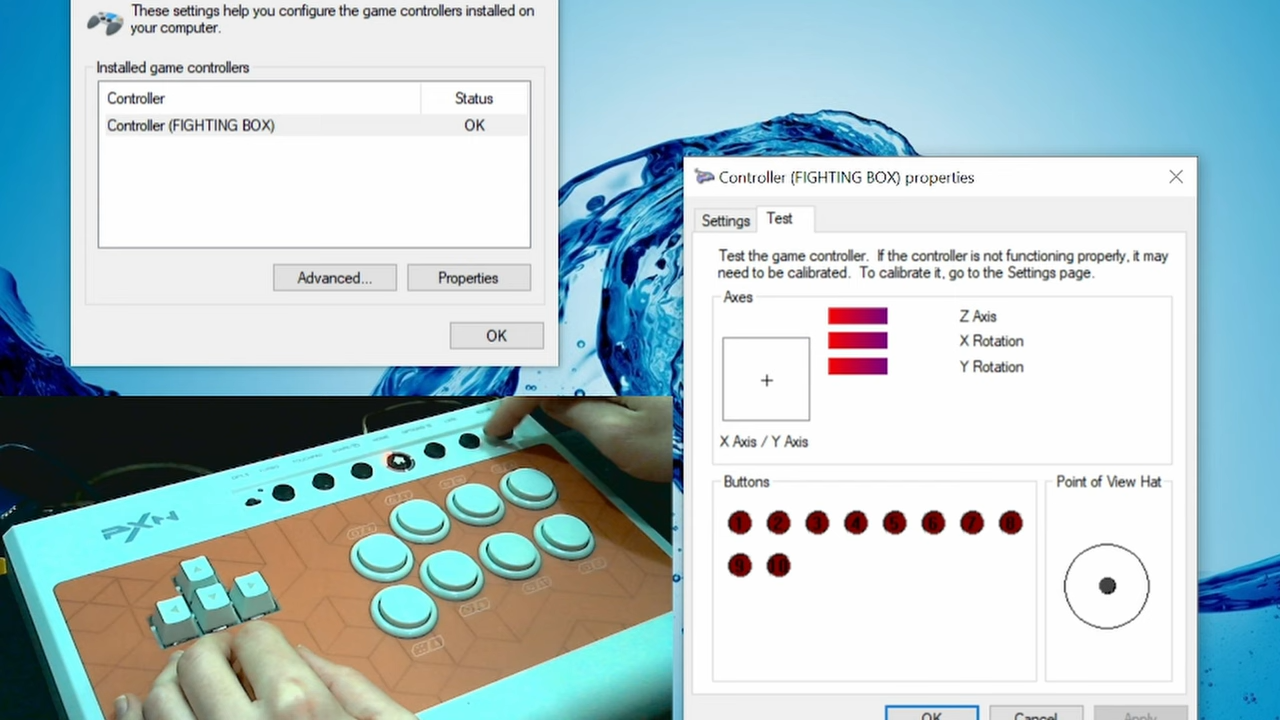 These settings help you configure the game controllers installed on
your computer.
Installed game controllers
Controller Status
Controller (FIGHTING BOX) OK
Advanced... Properties
OK
Controller (FIGHTING BOX) properties
Settings Test
Test the game controller. If the controller is not functioning properly, it may
need to be calibrated. To calibrate it, go to the Settings page.
Axes
Z Axis
X Rotation
Y Rotation
X Axis / Y Axis
Buttons
Point of View Hat
1 2 3 4 5 6 7 8
9 10
OK Cancel Apply
PXN